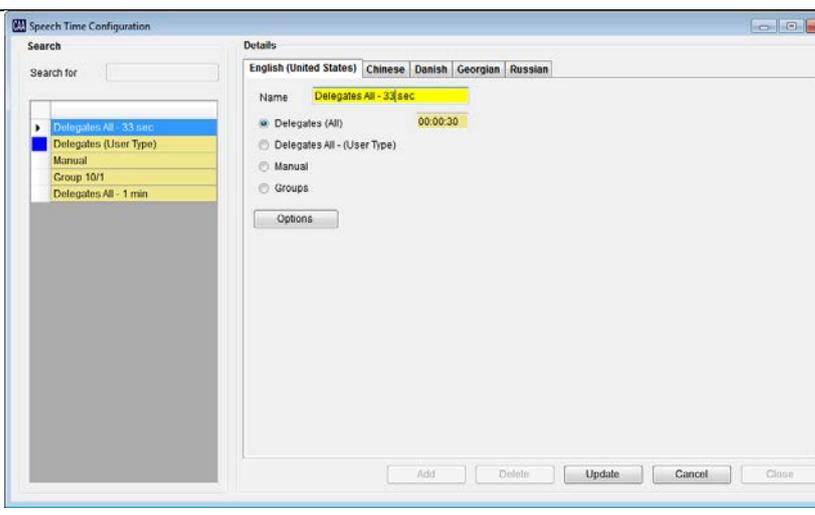 CAA Speech Time Configuration
Search
Search for
Delegates All - 33 sec
Delegates (User Type)
Manual
Group 10/1
Delegates All - 1 min
Details
English (United States) Chinese Danish Georgian Russian
Name Delegates All - 33 sec
Delegates (All) 00:00:30
Delegates All - (User Type)
Manual
Groups
Options
Add Delete Update Cancel Close